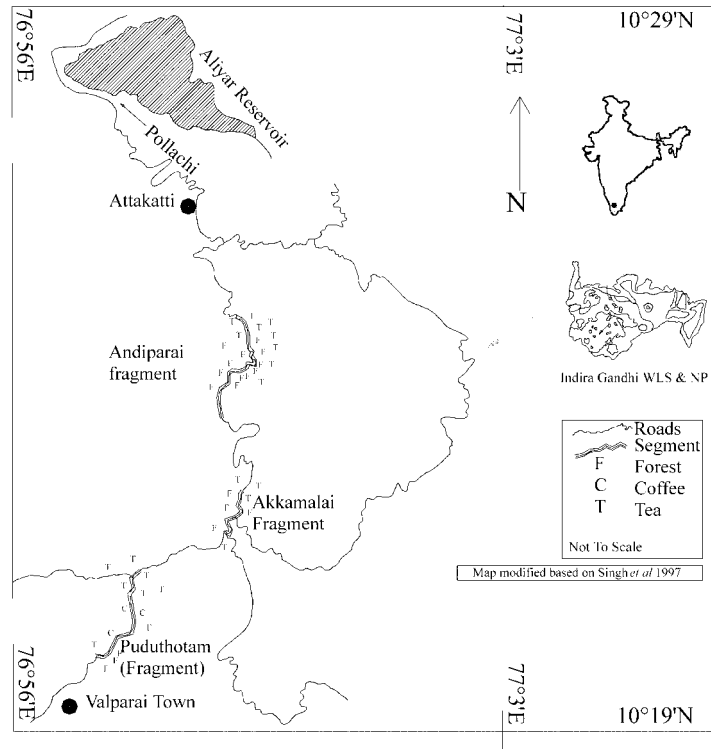 76°56'E
77°3'E
10°29'N
Aliyar Reservoir
Pollachi
Attakatti
N
Andiparai
fragment
Indira Gandhi WLS & NP
Roads
Segment
F Forest
C Coffee
T Tea
Not To Scale
Akkamalai
Fragment
Map modified based on Singh et al 1997
Puduthotam
(Fragment)
Valparai Town
76°56'E
77°3'E
10°19'N